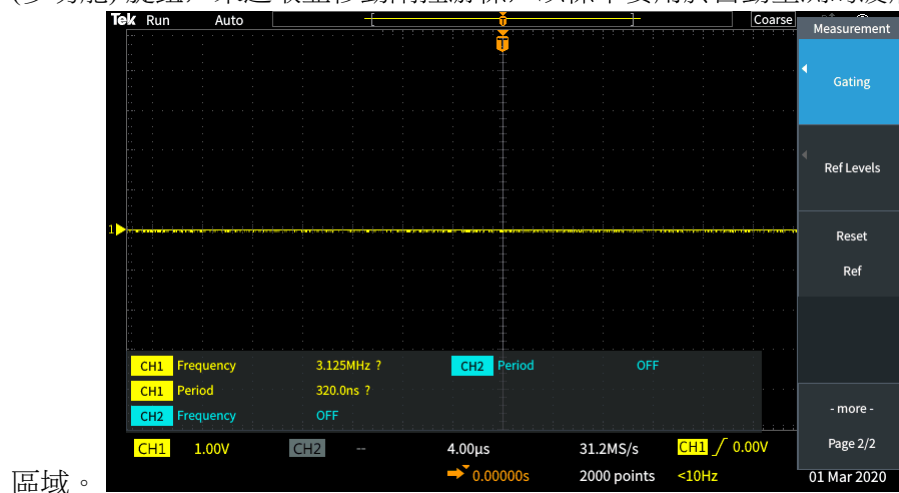 Tek Run Auto Coarse
Measurement
Gating
Ref Levels
Reset
Ref
- more -
Page 2/2
T
1
CH1 Frequency 3.125MHz ? CH2 Period OFF
CH1 Period 320.0ns ?
CH2 Frequency OFF
CH1 1.00V CH2 -- 4.00μs 31.2MS/s CH1 0.00V
0.00000s 2000 points <10Hz 01 Mar 2020
區域。